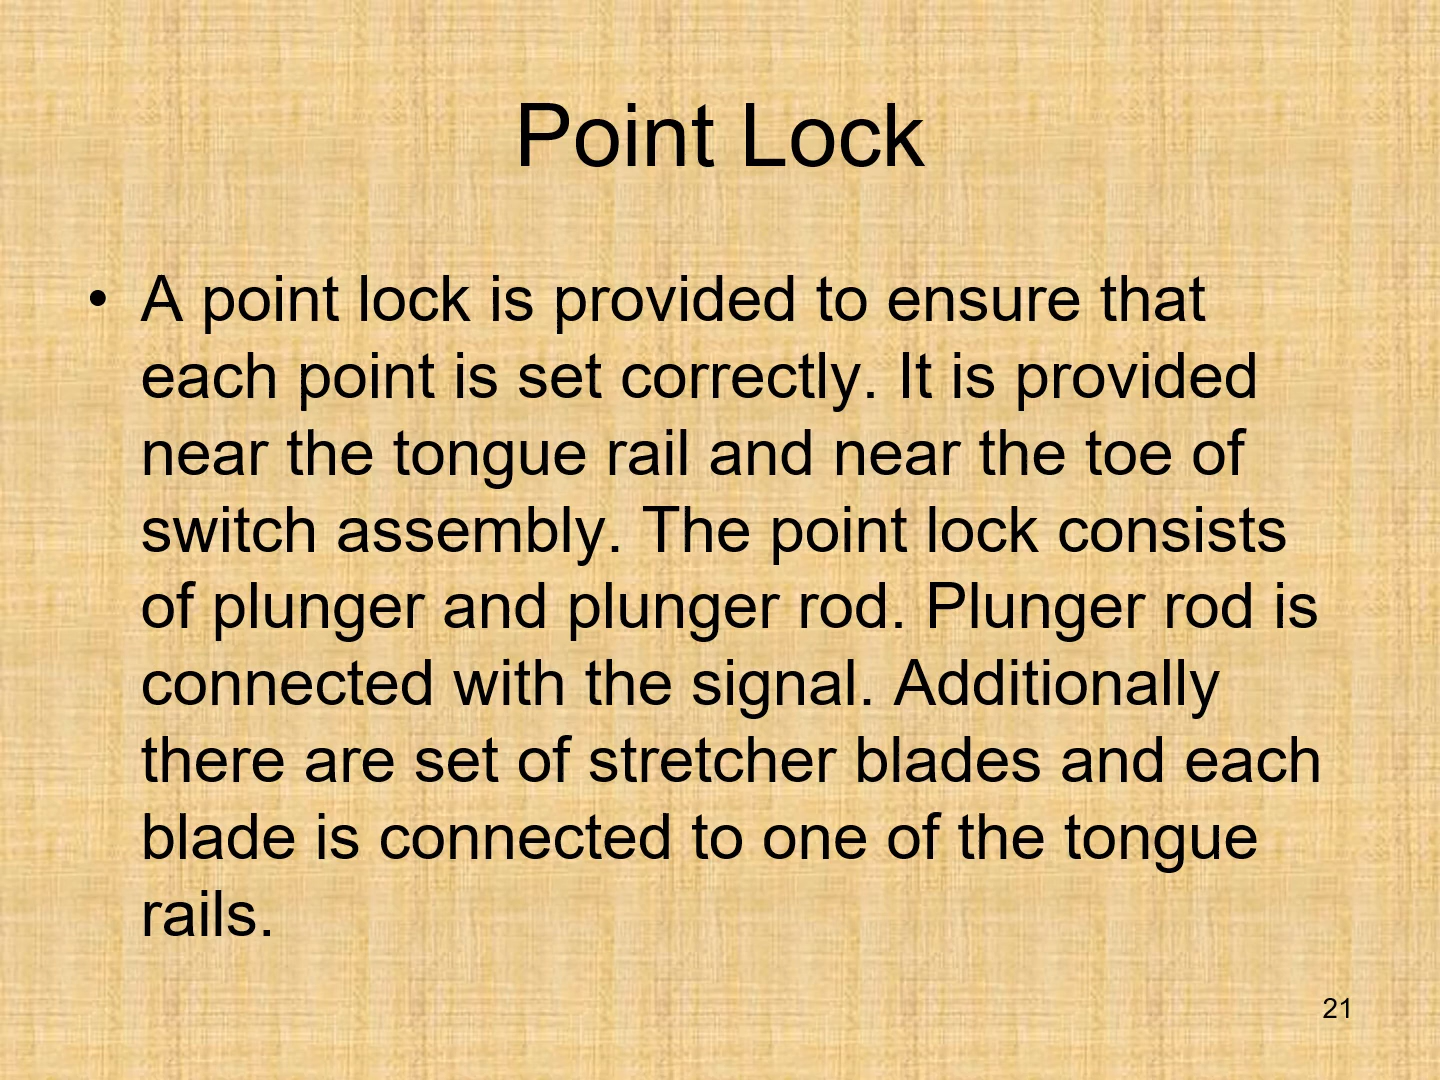 Point Lock
• A point lock is provided to ensure that
each point is set correctly. It is provided
near the tongue rail and near the toe of
switch assembly. The point lock consists
of plunger and plunger rod. Plunger rod is
connected with the signal. Additionally
there are set of stretcher blades and each
blade is connected to one of the tongue
rails.
21